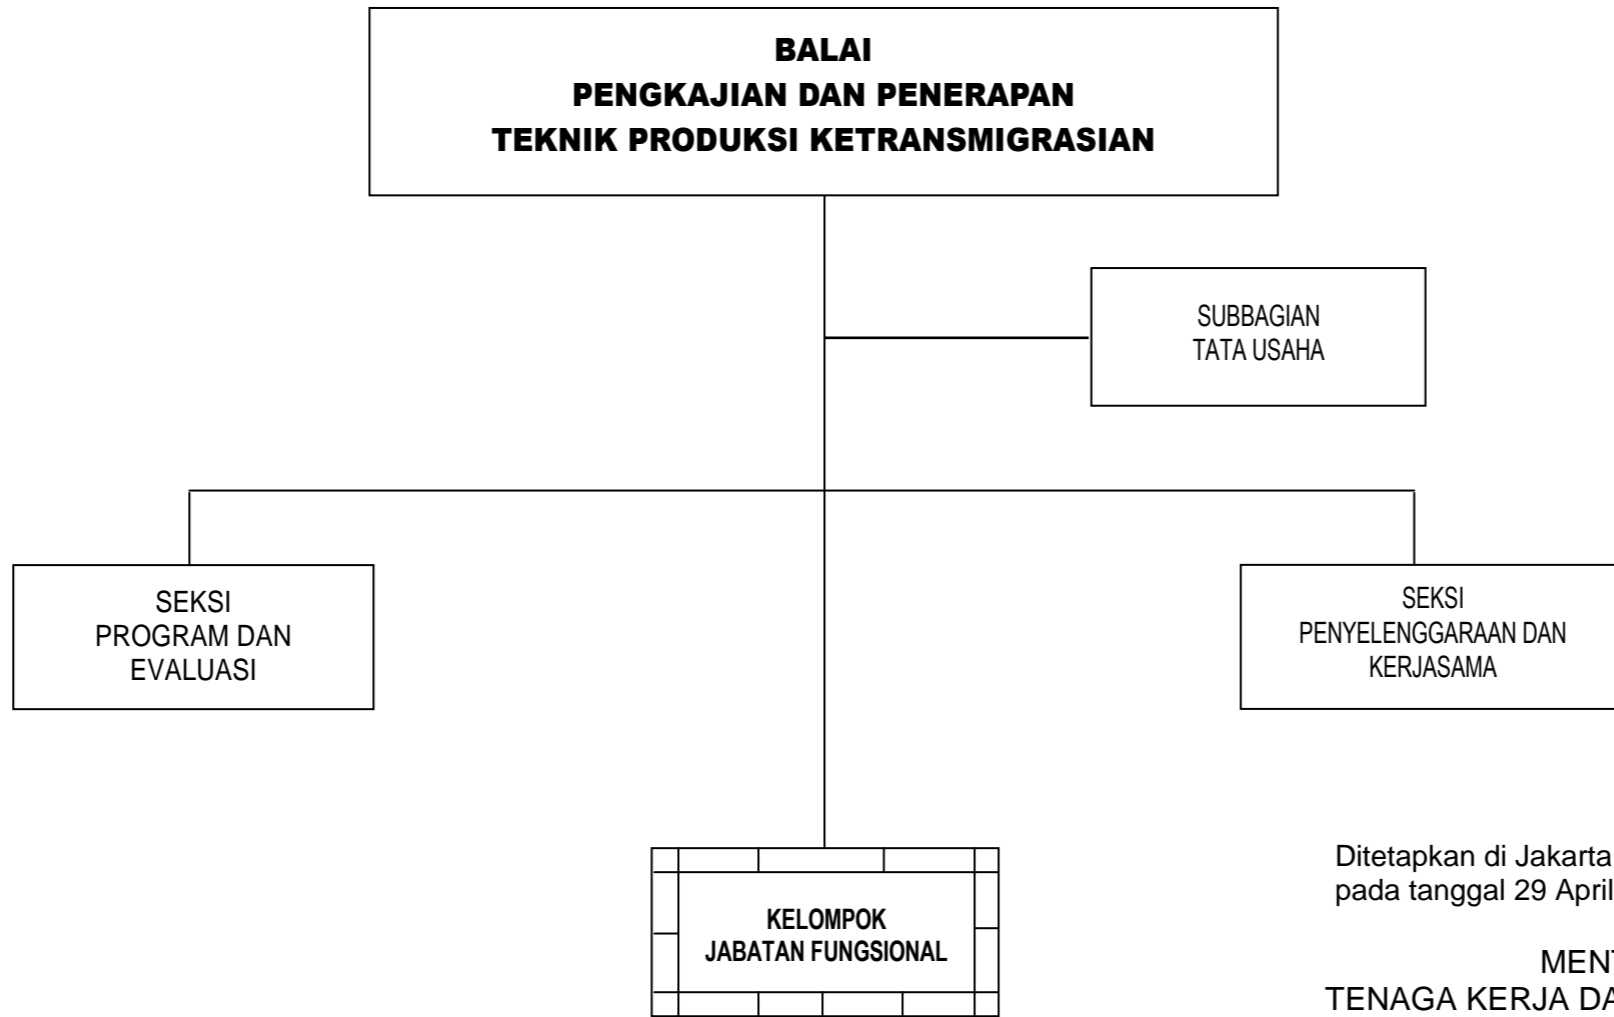 BALAI
PENGKAJIAN DAN PENERAPAN
TEKNIK PRODUKSI KETRANSMIGRASIAN
SUBBAGIAN
TATA USAHA
SEKSI
PROGRAM DAN
EVALUASI
SEKSI
PENYELENGGARAAN DAN
KERJASAMA
KELOMPOK
JABATAN FUNGSIONAL
Ditetapkan di Jakarta
pada tanggal 29 April
TENAGA KERJA